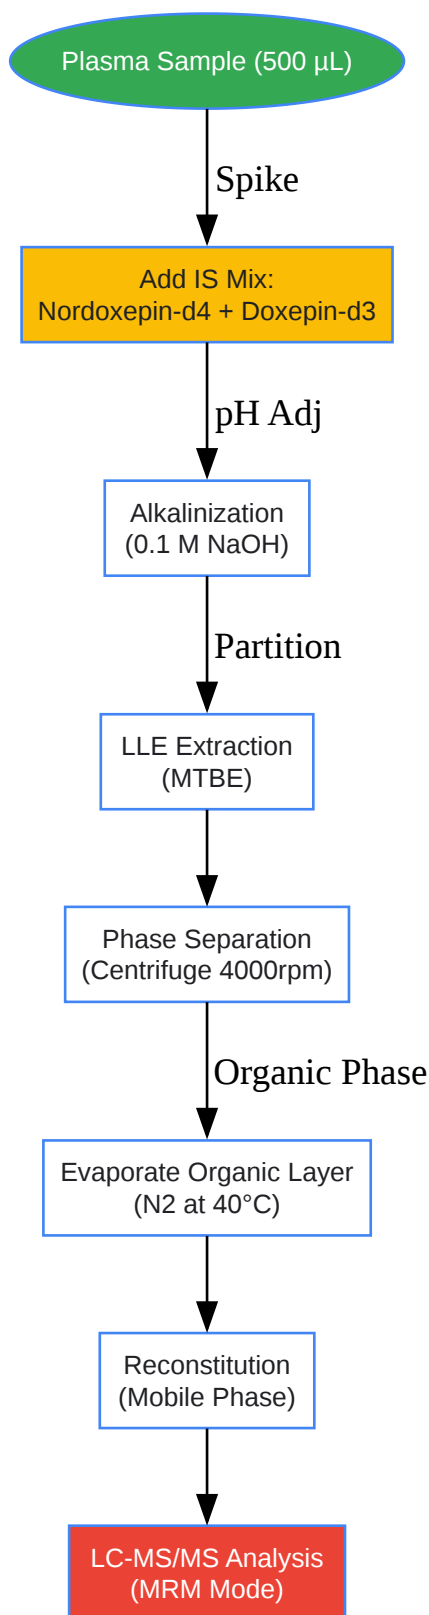 Plasma Sample (500 µL)
Spike
Add IS Mix:
Nordoxepin-d4 + Doxepin-d3
pH Adj
Alkalinization
(0.1 M NaOH)
Partition
LLE Extraction
(MTBE)
Phase Separation
(Centrifuge 4000rpm)
Organic Phase
Evaporate Organic Layer
(N2 at 40°C)
Reconstitution
(Mobile Phase)
LC-MS/MS Analysis
(MRM Mode)